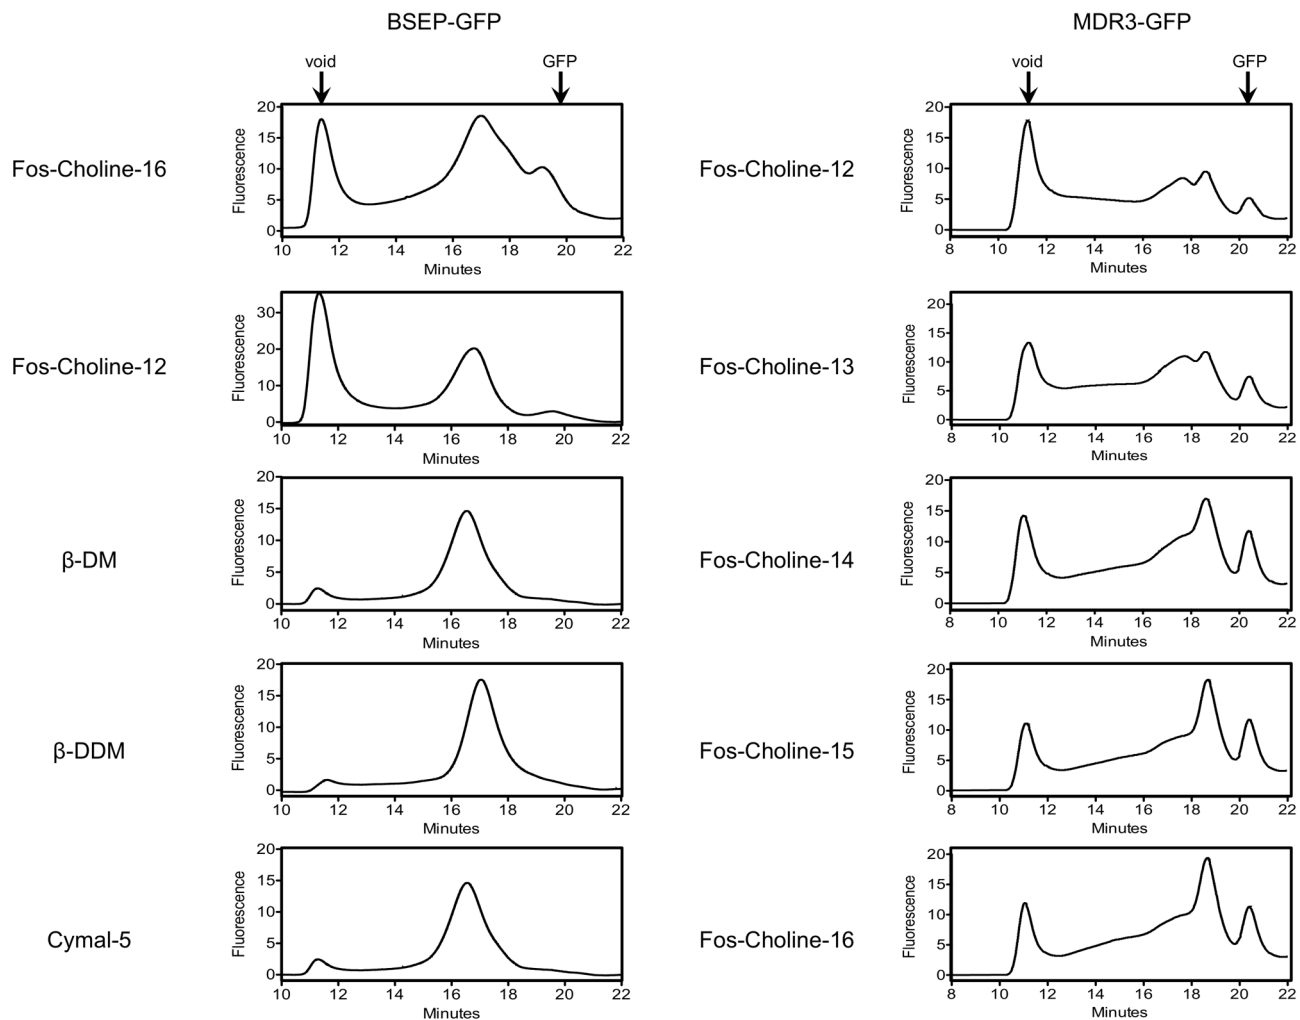 BSEP-GFP
MDR3-GFP
void
GFP
void
GFP
Fos-Choline-16
Fluorescence
20
15
10
5
0
10 12 14 16 18 20 22
Minutes
Fos-Choline-12
Fluorescence
20
15
10
5
0
8 10 12 14 16 18 20 22
Minutes
Fos-Choline-12
Fluorescence
30
20
10
0
10 12 14 16 18 20 22
Minutes
Fos-Choline-13
Fluorescence
20
15
10
5
0
8 10 12 14 16 18 20 22
Minutes
β-DM
Fluorescence
20
15
10
5
0
10 12 14 16 18 20 22
Minutes
Fos-Choline-14
Fluorescence
20
15
10
5
0
8 10 12 14 16 18 20 22
Minutes
β-DDM
Fluorescence
20
15
10
5
0
10 12 14 16 18 20 22
Minutes
Fos-Choline-15
Fluorescence
20
15
10
5
0
8 10 12 14 16 18 20 22
Minutes
Cymal-5
Fluorescence
20
15
10
5
0
10 12 14 16 18 20 22
Minutes
Fos-Choline-16
Fluorescence
20
15
10
5
0
8 10 12 14 16 18 20 22
Minutes